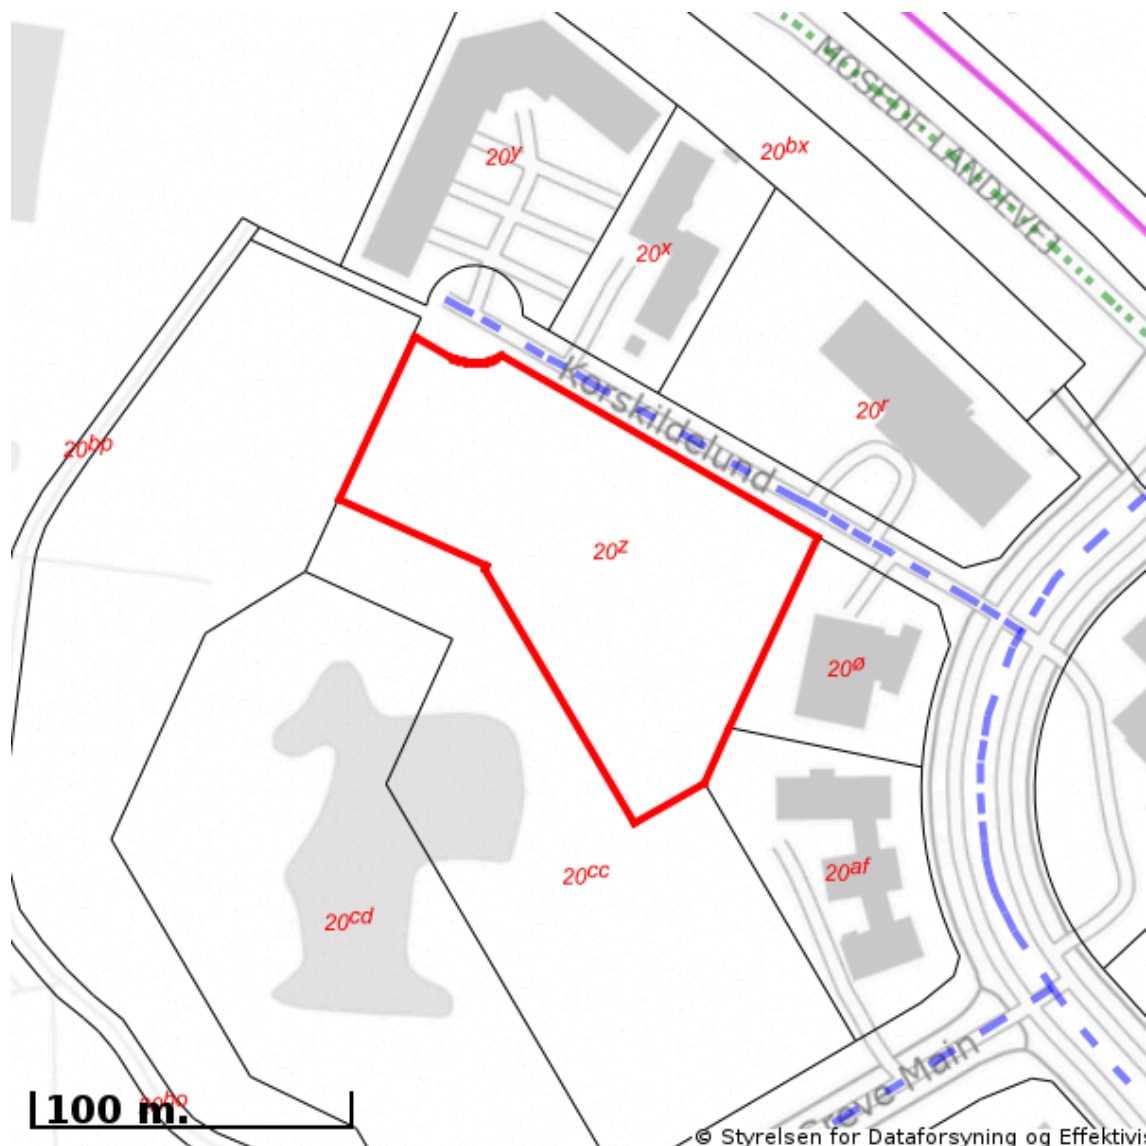 MOSEDE LANDEVEJ
20bx
20y
20x
Korskildelund
20r
20bp
20z
20ø
20cc
20af
20cd
Greve Main
20bp
100 m.
© Styrelsen for Dataforsyning og Effektivi